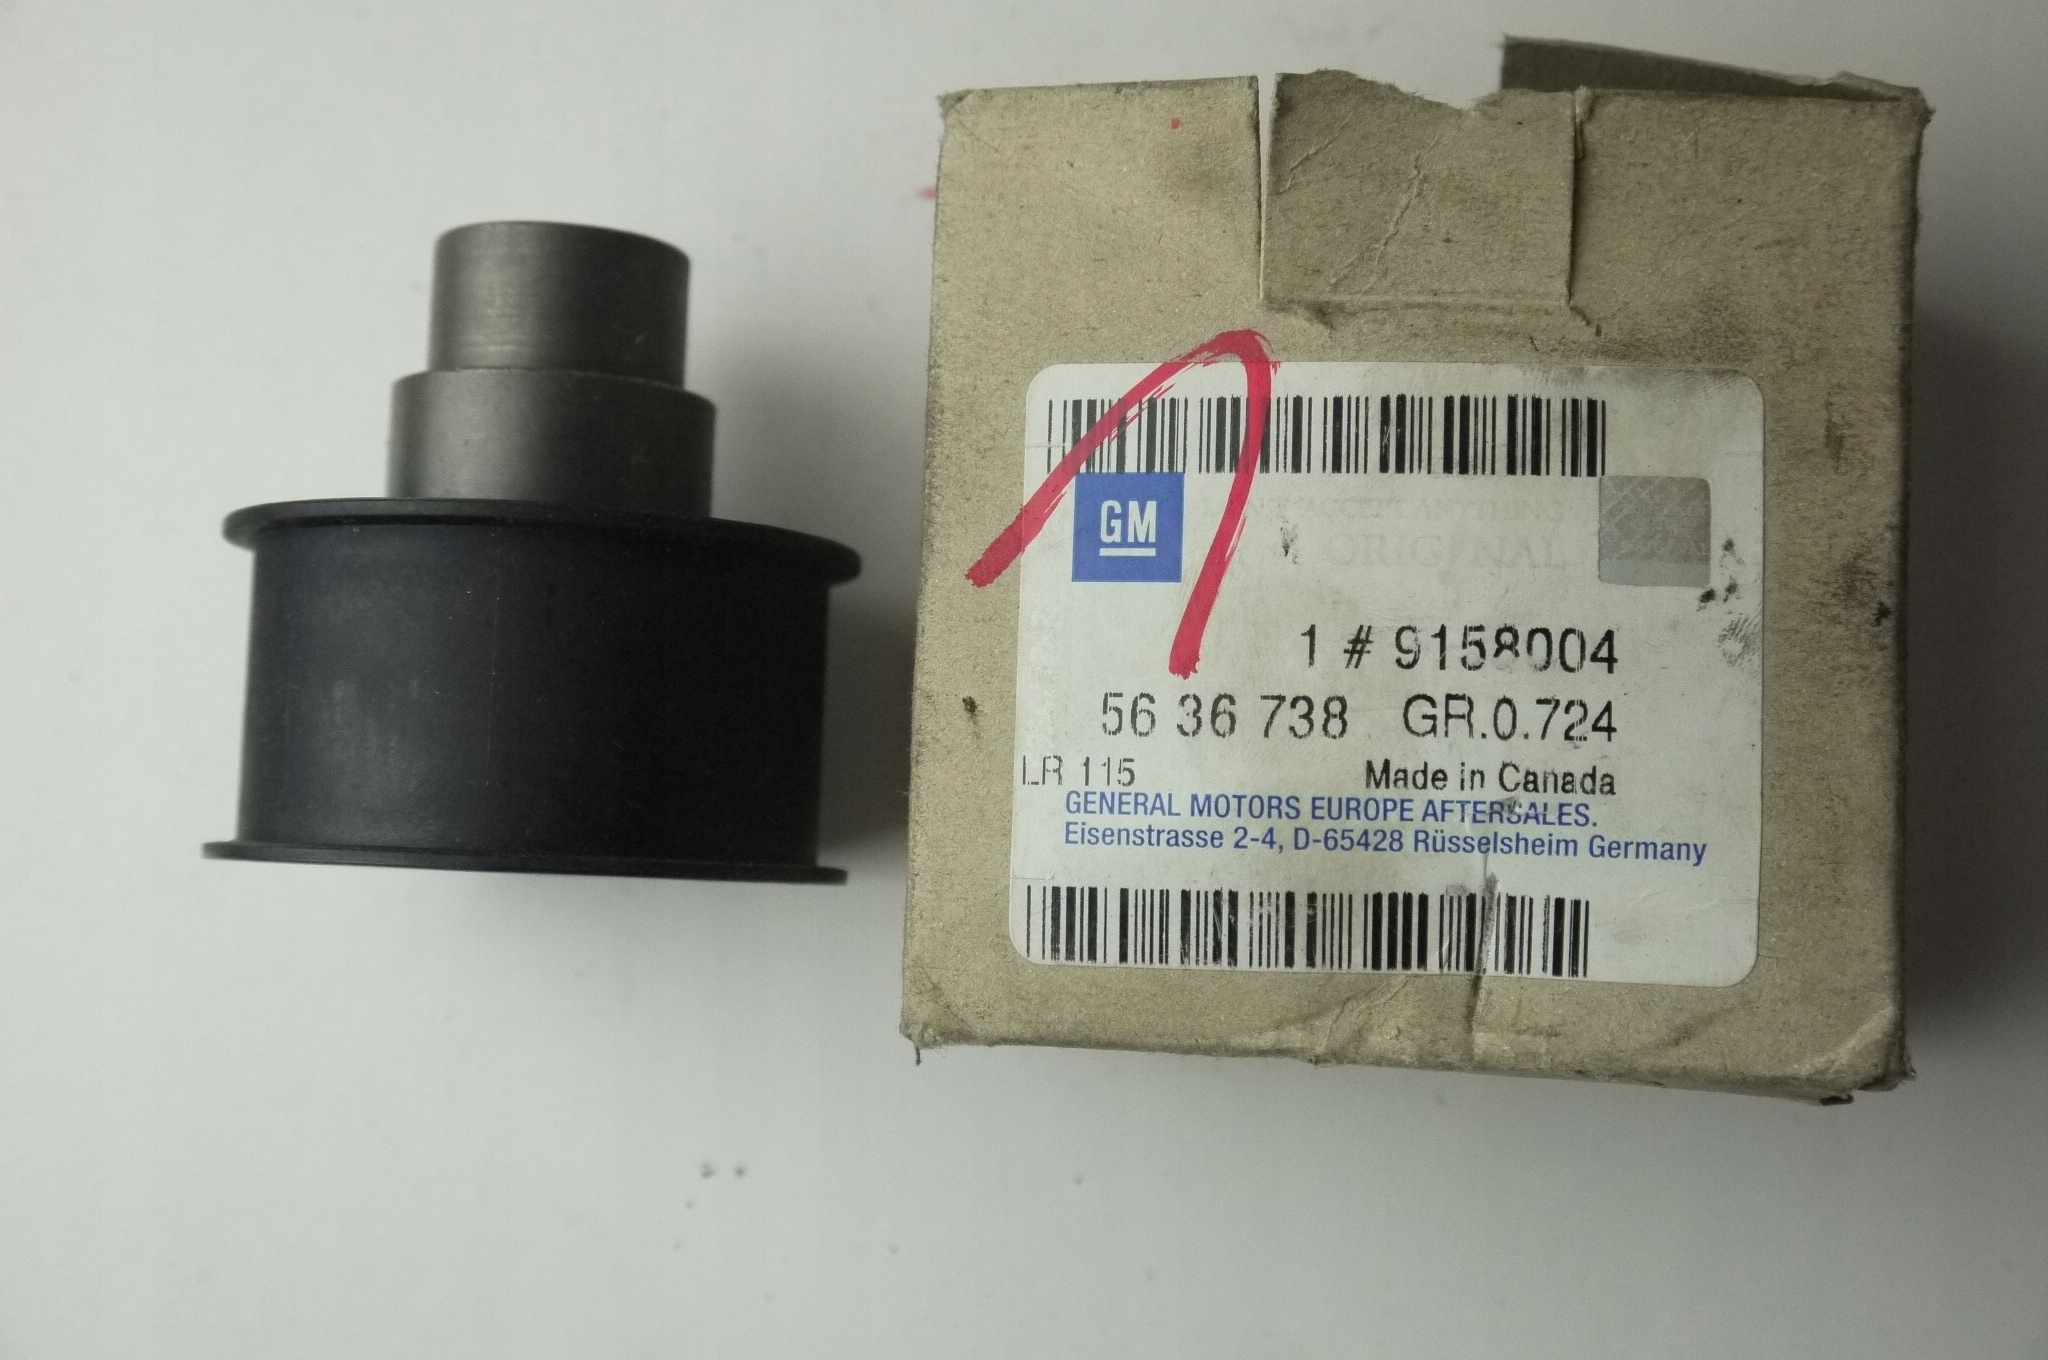 GM
ORIGINAL
1 # 9158004
56 36 738 GR.0.724
LR 115 Made in Canada
GENERAL MOTORS EUROPE AFTERSALES.
Eisenstrasse 2-4, D-65428 Rüsselsheim Germany